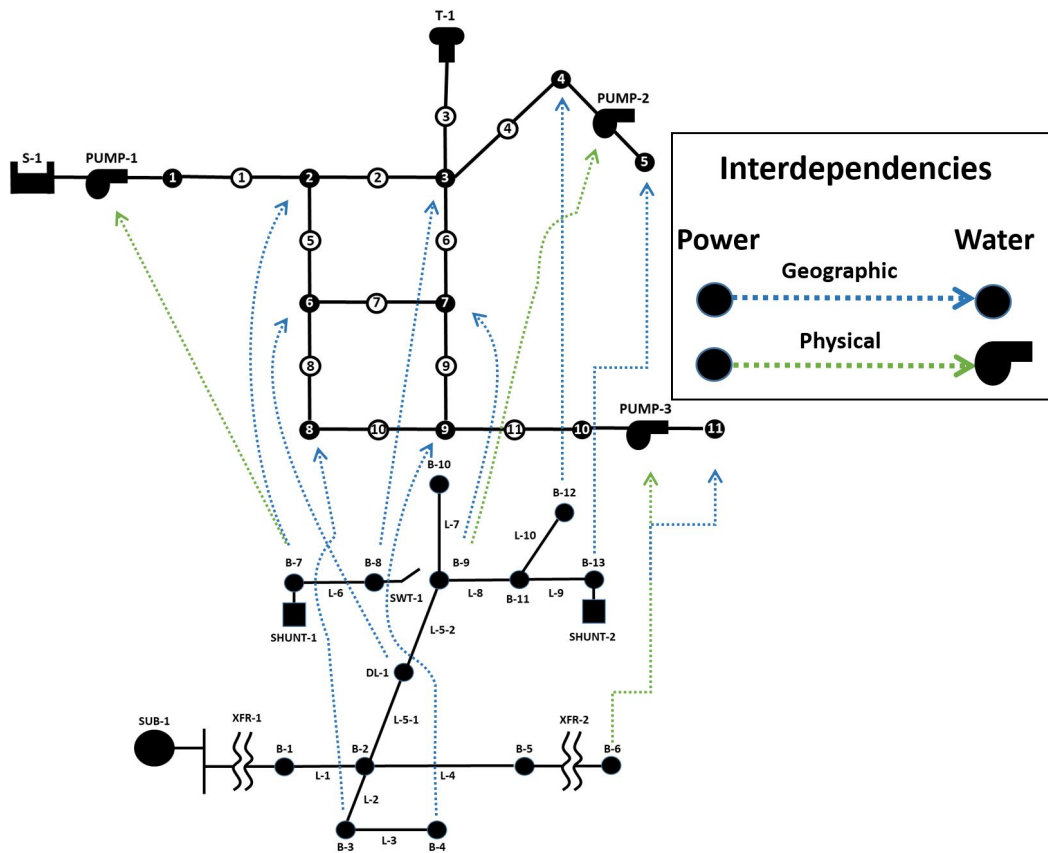 T-1
4
PUMP-2
3
4
S-1
PUMP-1
5
1
1
2
2
3
Interdependencies
5
6
Power
Water
Geographic
6
7
7
Physical
8
9
PUMP-3
8
10
9
11
10
11
B-10
B-12
L-7
L-10
B-7
B-8
B-9
B-13
L-6
SWT-1
L-8
B-11
L-9
SHUNT-1
SHUNT-2
L-5-2
DL-1
L-5-1
SUB-1
XFR-1
XFR-2
B-1
B-2
B-5
B-6
L-1
L-4
L-2
B-3
L-3
B-4